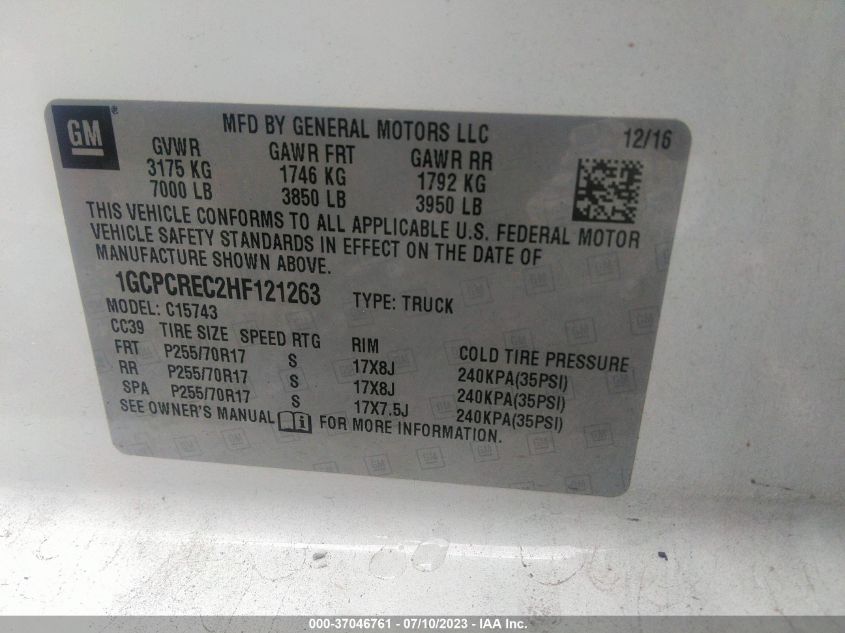 GM
MFD BY GENERAL MOTORS LLC 12/16
GVWR GAWR FRT GAWR RR
3175 KG 1746 KG 1792 KG
7000 LB 3850 LB 3950 LB
THIS VEHICLE CONFORMS TO ALL APPLICABLE U.S. FEDERAL MOTOR
VEHICLE SAFETY STANDARDS IN EFFECT ON THE DATE OF
MANUFACTURE SHOWN ABOVE.
1GCPCREC2HF121263 TYPE: TRUCK
MODEL: C15743
CC39 TIRE SIZE SPEED RTG RIM COLD TIRE PRESSURE
FRT P255/70R17 S 17X8J 240KPA(35PSI)
RR P255/70R17 S 17X8J 240KPA(35PSI)
SPA P255/70R17 S 17X7.5J 240KPA(35PSI)
SEE OWNER'S MANUAL FOR MORE INFORMATION.
000-37046761 - 07/10/2023 - IAA Inc.